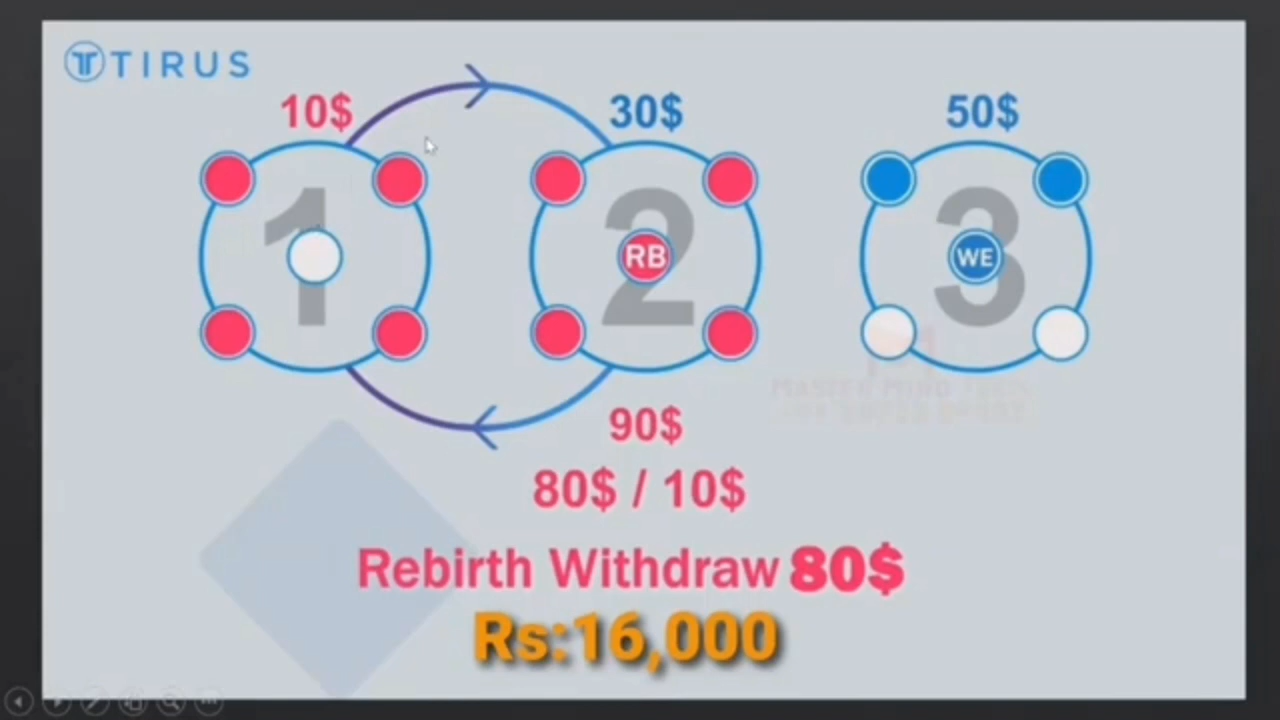 TIRUS
10$ 30$ 50$
1 2 3
RB WE
90$
80$ / 10$
Rebirth Withdraw 80$
Rs:16,000